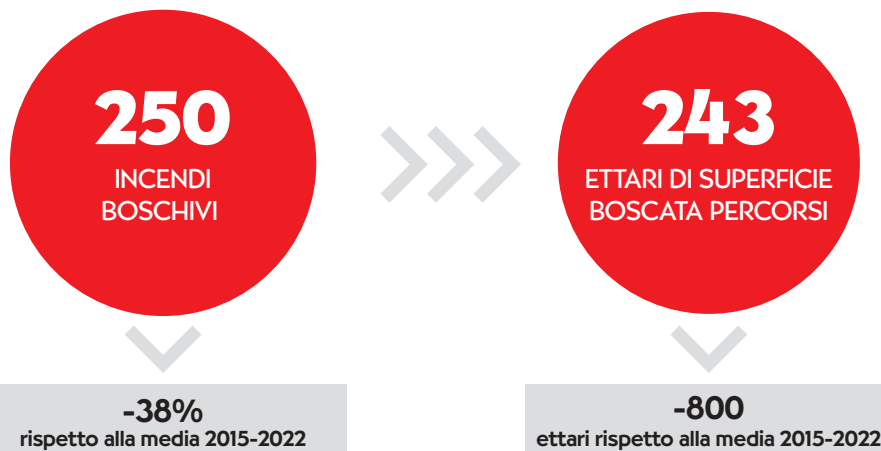 250
INCENDI
BOSCHIVI
-38%
rispetto alla media 2015-2022
243
ETTARI DI SUPERFICIE
BOSCATA PERCORSI
-800
ettari rispetto alla media 2015-2022